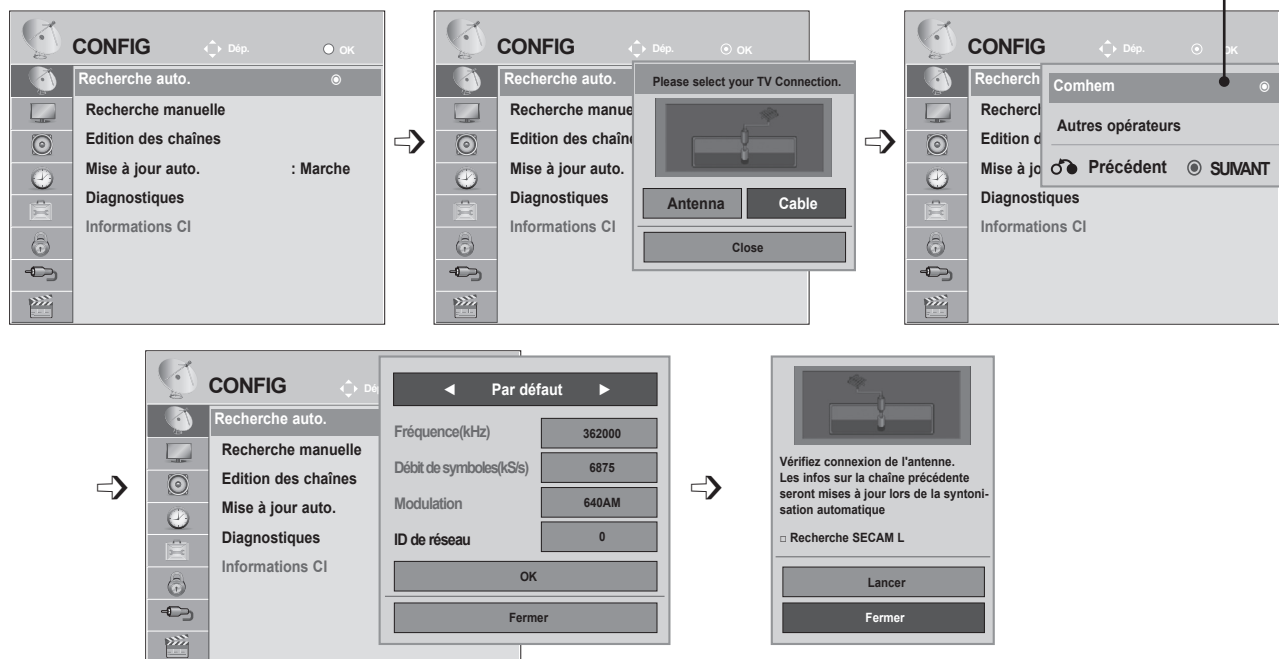 CONFIG
Dép.
OK
Recherche auto.
Recherche manuelle
Edition des chaînes
Mise à jour auto. : Marche
Diagnostiques
Informations CI
CONFIG
Dép.
OK
Recherche auto.
Recherche manue
Edition des chaîn
Mise à jour auto.
Diagnostiques
Informations CI
Please select your TV Connection.
Antenna Cable
Close
CONFIG
Dép.
OK
Recherch
Recherc
Edition d
Mise à jo
Diagnostiques
Informations CI
Comhem
Autres opérateurs
Précédent SUIVANT
CONFIG
Dé
Recherche auto.
Recherche manuelle
Edition des chaînes
Mise à jour auto.
Diagnostiques
Informations CI
◄ Par défaut ►
Fréquence(kHz) 362000
Débit de symboles(kS/s) 6875
Modulation 640AM
ID de réseau 0
OK
Fermer
Vérifiez connexion de l'antenne.
Les infos sur la chaîne précédente
seront mises à jour lors de la syntoni-
sation automatique
□ Recherche SECAM L
Lancer
Fermer